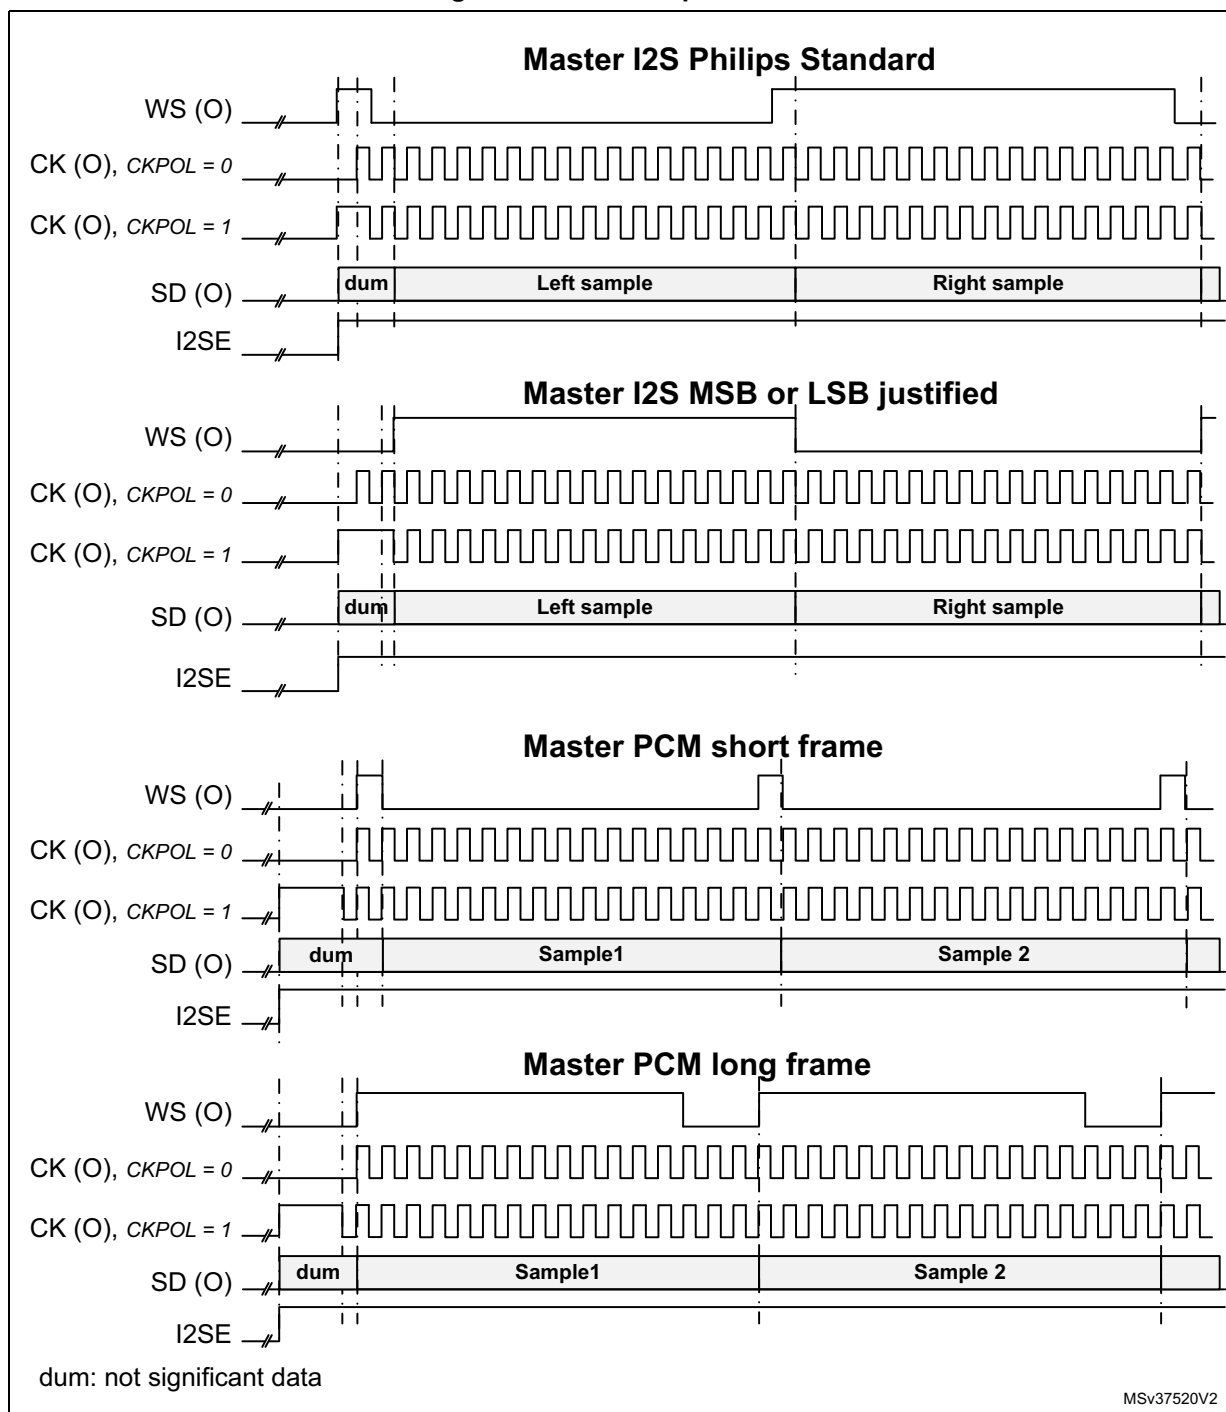 Master I2S Philips Standard
WS (O)
CK (O), CKPOL = 0
CK (O), CKPOL = 1
SD (O) dum Left sample Right sample
I2SE
Master I2S MSB or LSB justified
WS (O)
CK (O), CKPOL = 0
CK (O), CKPOL = 1
SD (O) dum Left sample Right sample
I2SE
Master PCM short frame
WS (O)
CK (O), CKPOL = 0
CK (O), CKPOL = 1
SD (O) dum Sample1 Sample 2
I2SE
Master PCM long frame
WS (O)
CK (O), CKPOL = 0
CK (O), CKPOL = 1
SD (O) dum Sample1 Sample 2
I2SE
dum: not significant data
MSv37520V2